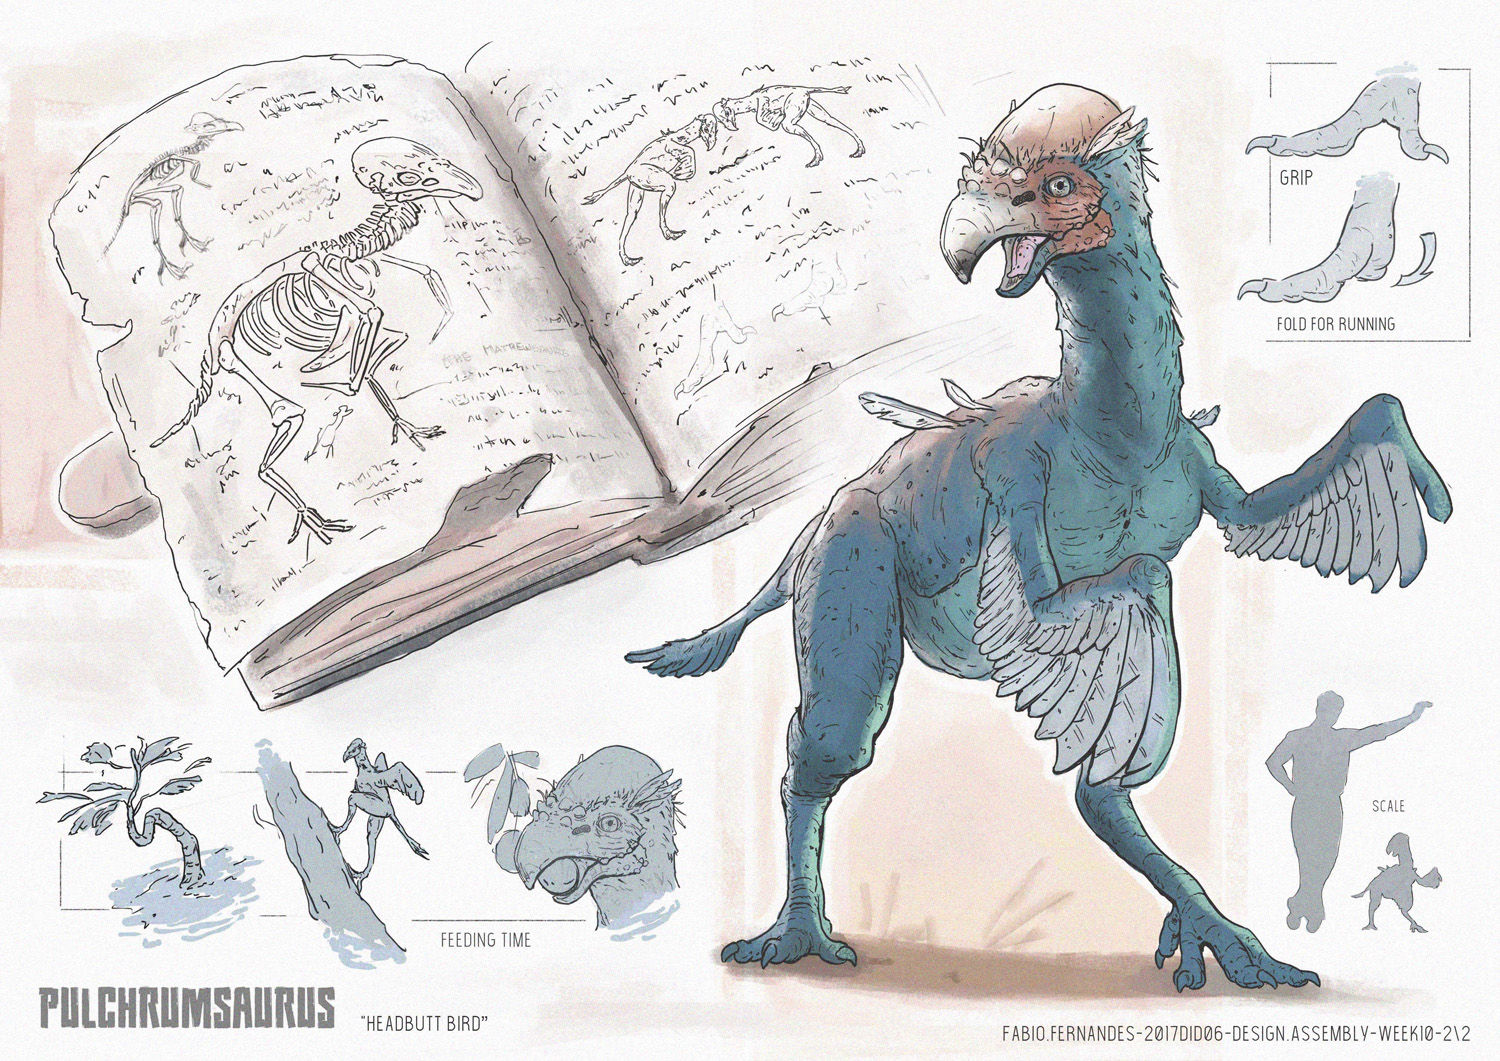 GRIP
FOLD FOR RUNNING
SCALE
FEEDING TIME
PULCHRUMSAURUS
"HEADBUTT BIRD"
FABIO.FERNANDES-2017DID06-DESIGN.ASSEMBLY-WEEK10-2\2